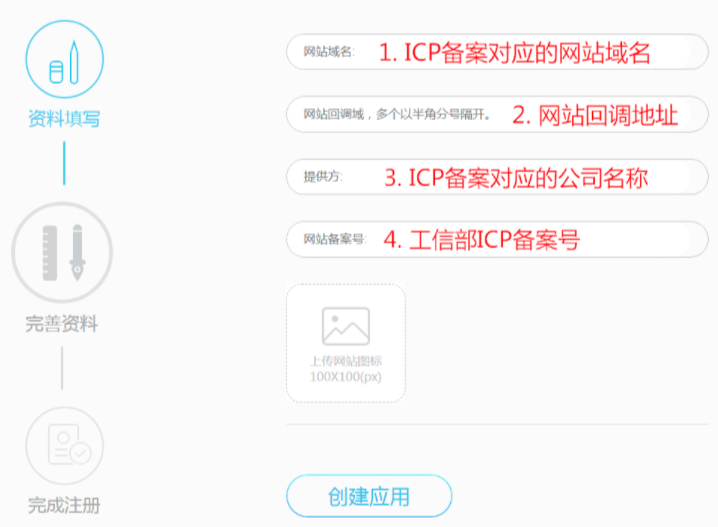 资料填写
完善资料
完成注册
网站域名: 1. ICP备案对应的网站域名
网站回调域，多个以半角分号隔开。 2. 网站回调地址
提供方: 3. ICP备案对应的公司名称
网站备案号: 4. 工信部ICP备案号
上传网站图标
100X100(px)
创建应用